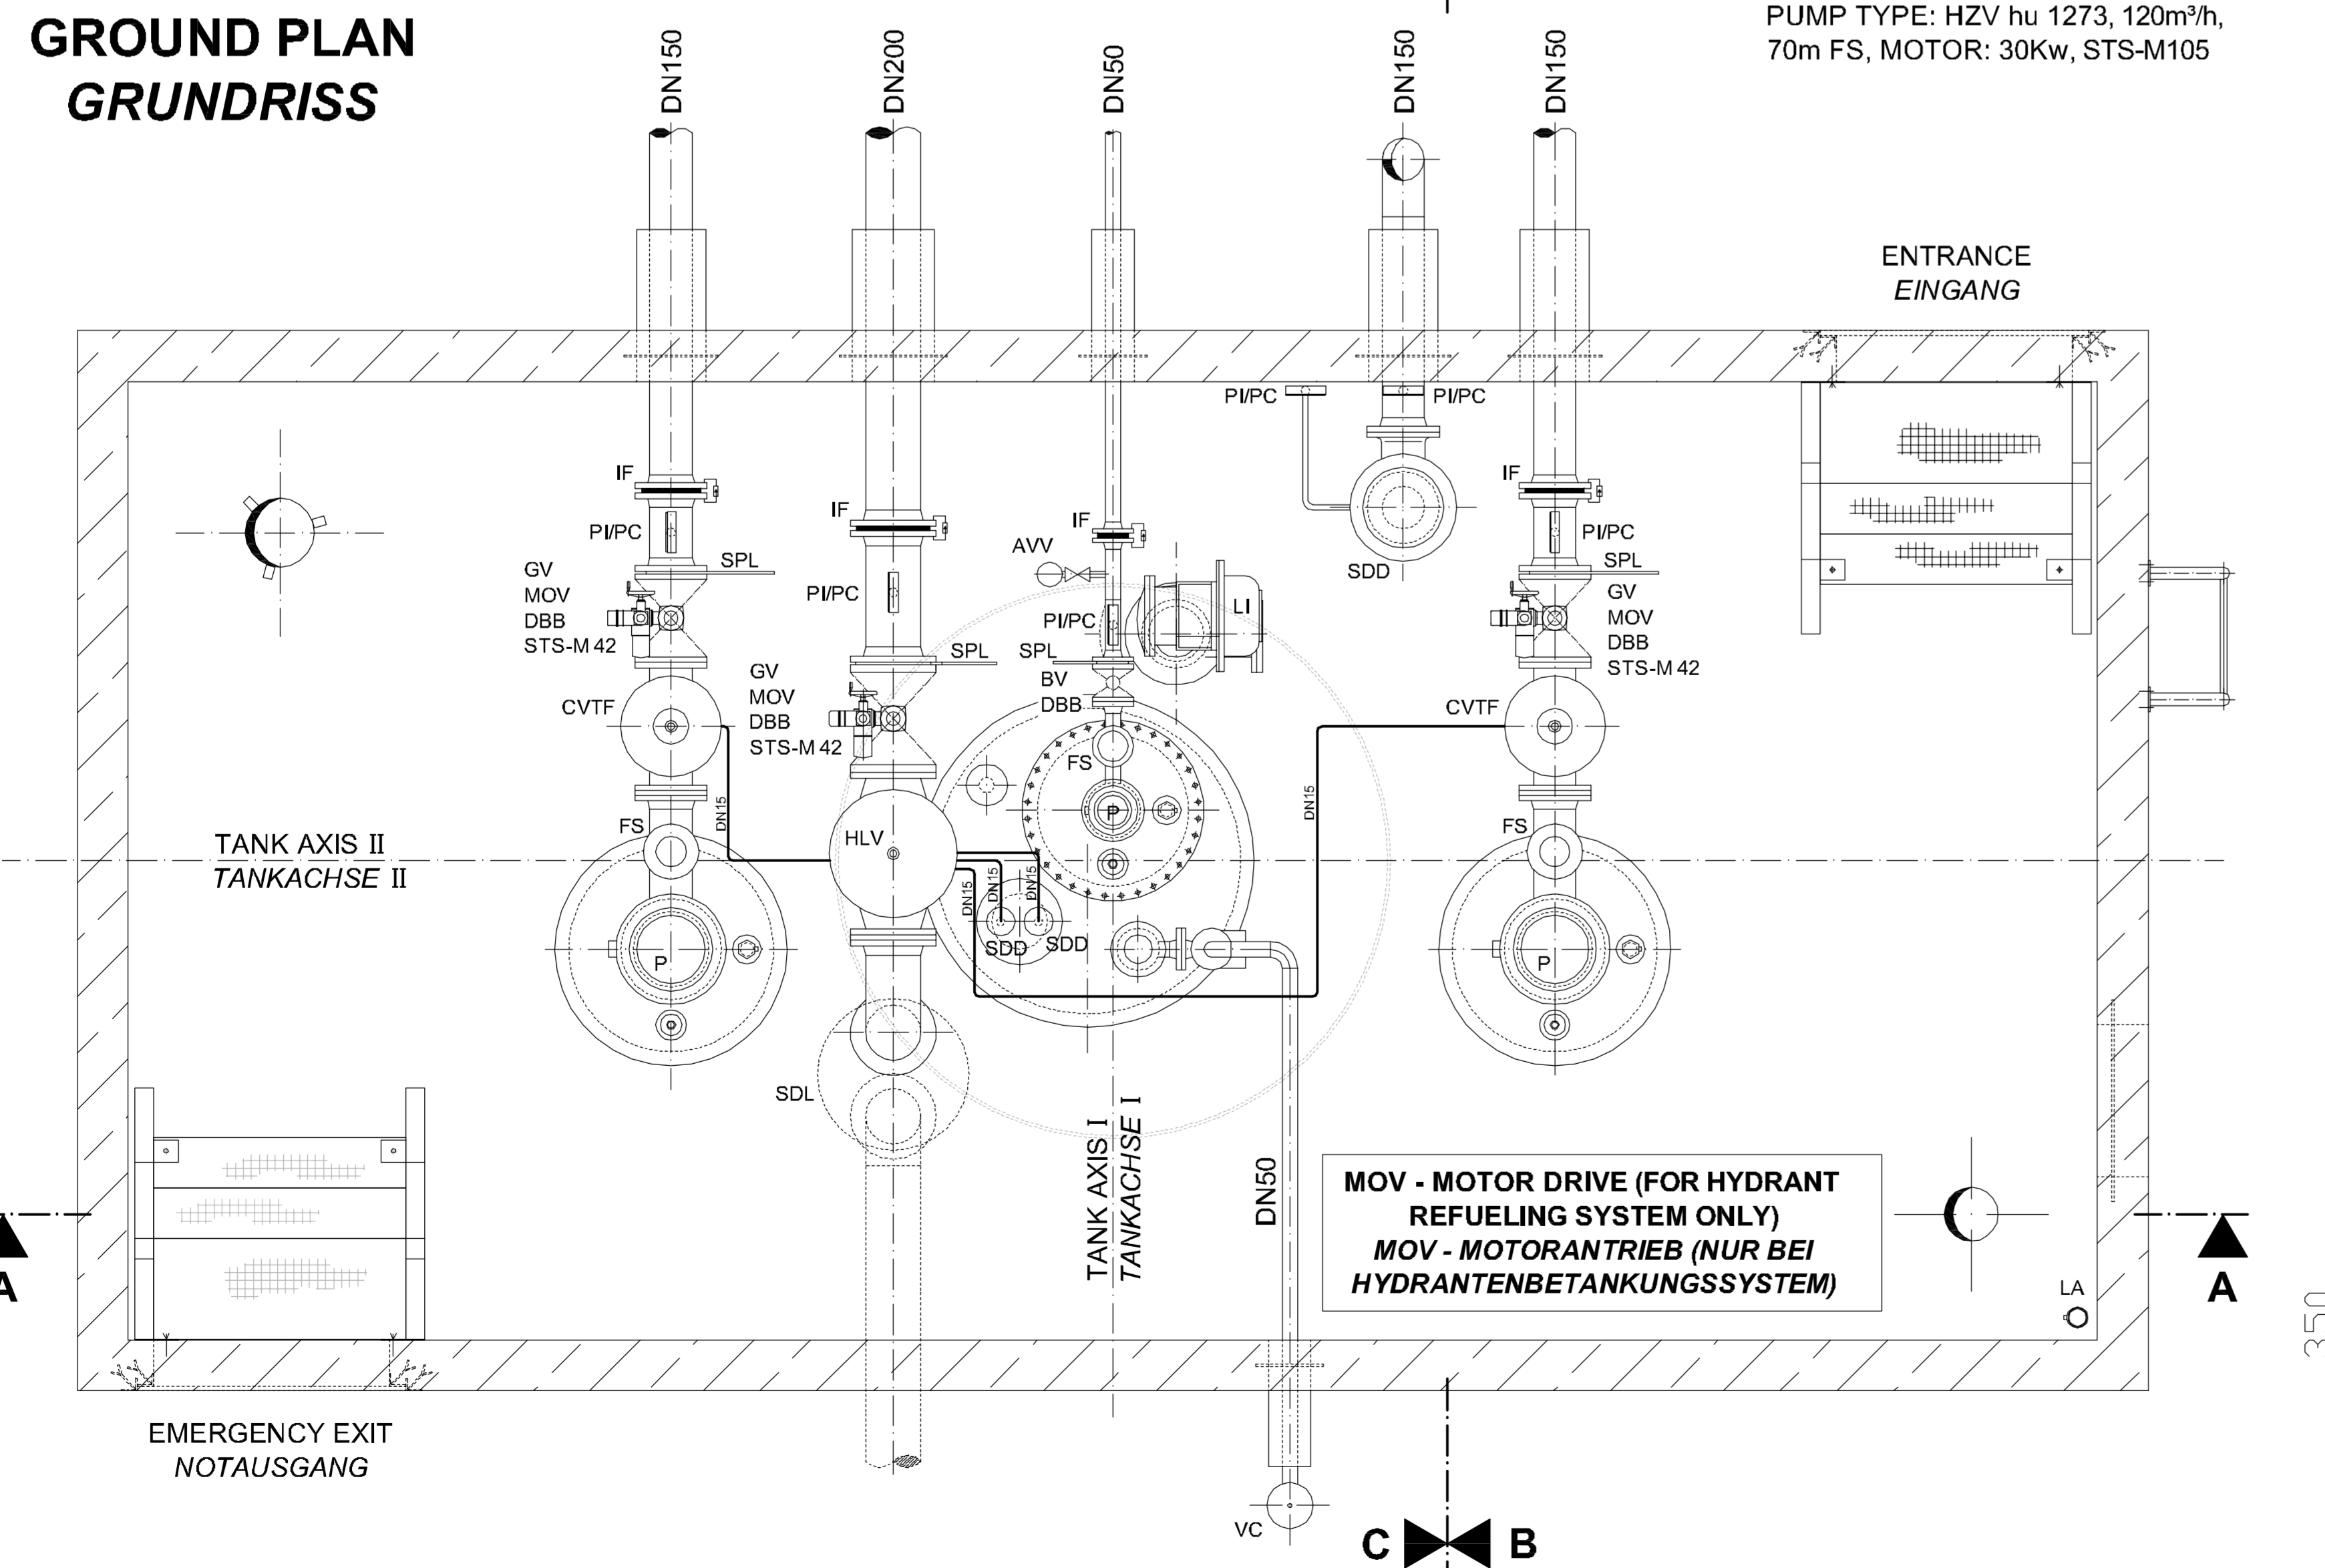 GROUND PLAN
GRUNDRISS
PUMP TYPE: HZV hu 1273, 120m³/h,
70m FS, MOTOR: 30Kw, STS-M105
DN150
DN200
DN50
DN150
DN150
ENTRANCE
EINGANG
PI/PC
PI/PC
IF
IF
IF
IF
PI/PC
PI/PC
AVV
SDD
SPL
SPL
GV
MOV
DBB
STS-M 42
PI/PC
PI/PC
LI
GV
MOV
DBB
STS-M 42
SPL
SPL
GV
MOV
DBB
STS-M 42
BV
DBB
CVTF
CVTF
FS
DN15
DN15
P
FS
FS
HLV
TANK AXIS II
TANKACHSE II
DN15
DN15
DN15
SDD
SDD
P
P
SDL
TANK AXIS I
TANKACHSE I
DN50
MOV - MOTOR DRIVE (FOR HYDRANT
REFUELING SYSTEM ONLY)
MOV - MOTORANTRIEB (NUR BEI
HYDRANTENBETANKUNGSSYSTEM)
A
A
LA
350
EMERGENCY EXIT
NOTAUSGANG
VC
C
B